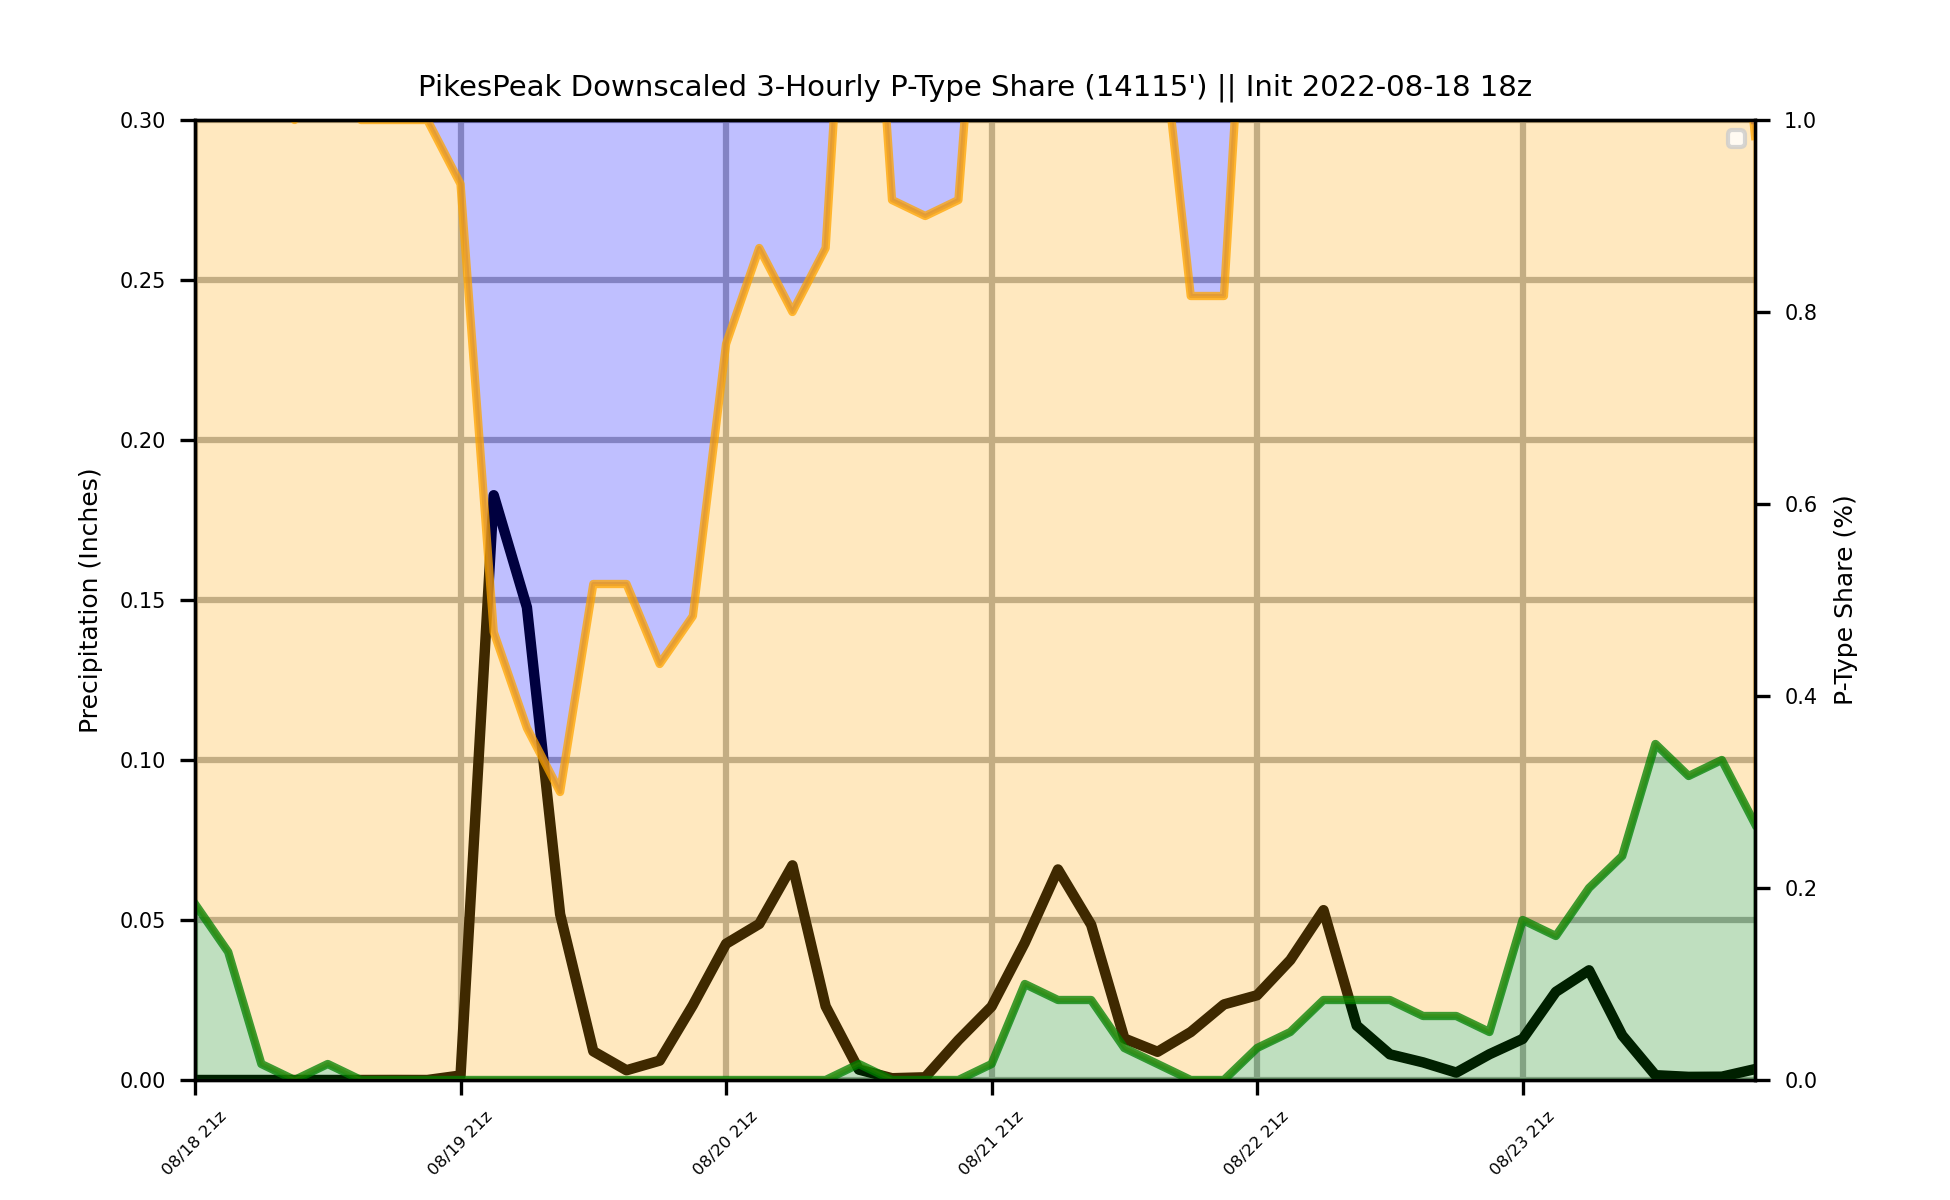 PikesPeak Downscaled 3-Hourly P-Type Share (14115') || Init 2022-08-18 18z
0.30
0.25
0.20
0.15
0.10
0.05
0.00
Precipitation (Inches)
1.0
0.8
0.6
0.4
0.2
0.0
P-Type Share (%)
08/18 21z
08/19 21z
08/20 21z
08/21 21z
08/22 21z
08/23 21z